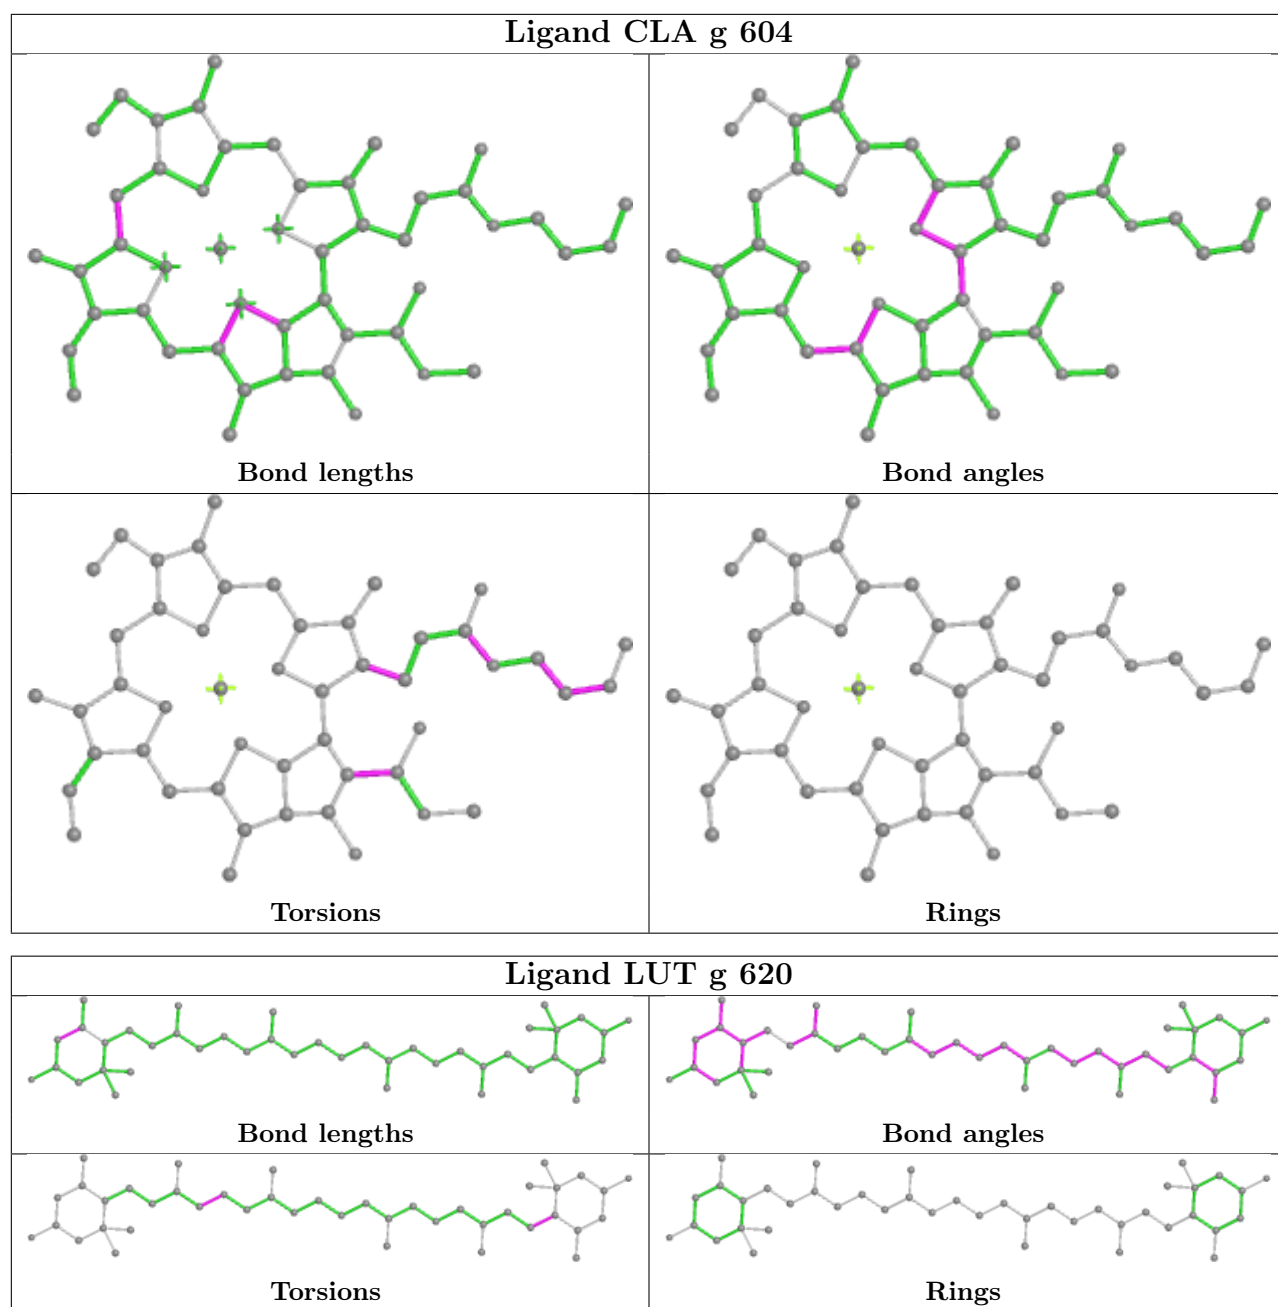 Ligand CLA g 604
Bond lengths
Bond angles
Torsions
Rings
Ligand LUT g 620
Bond lengths
Bond angles
Torsions
Rings